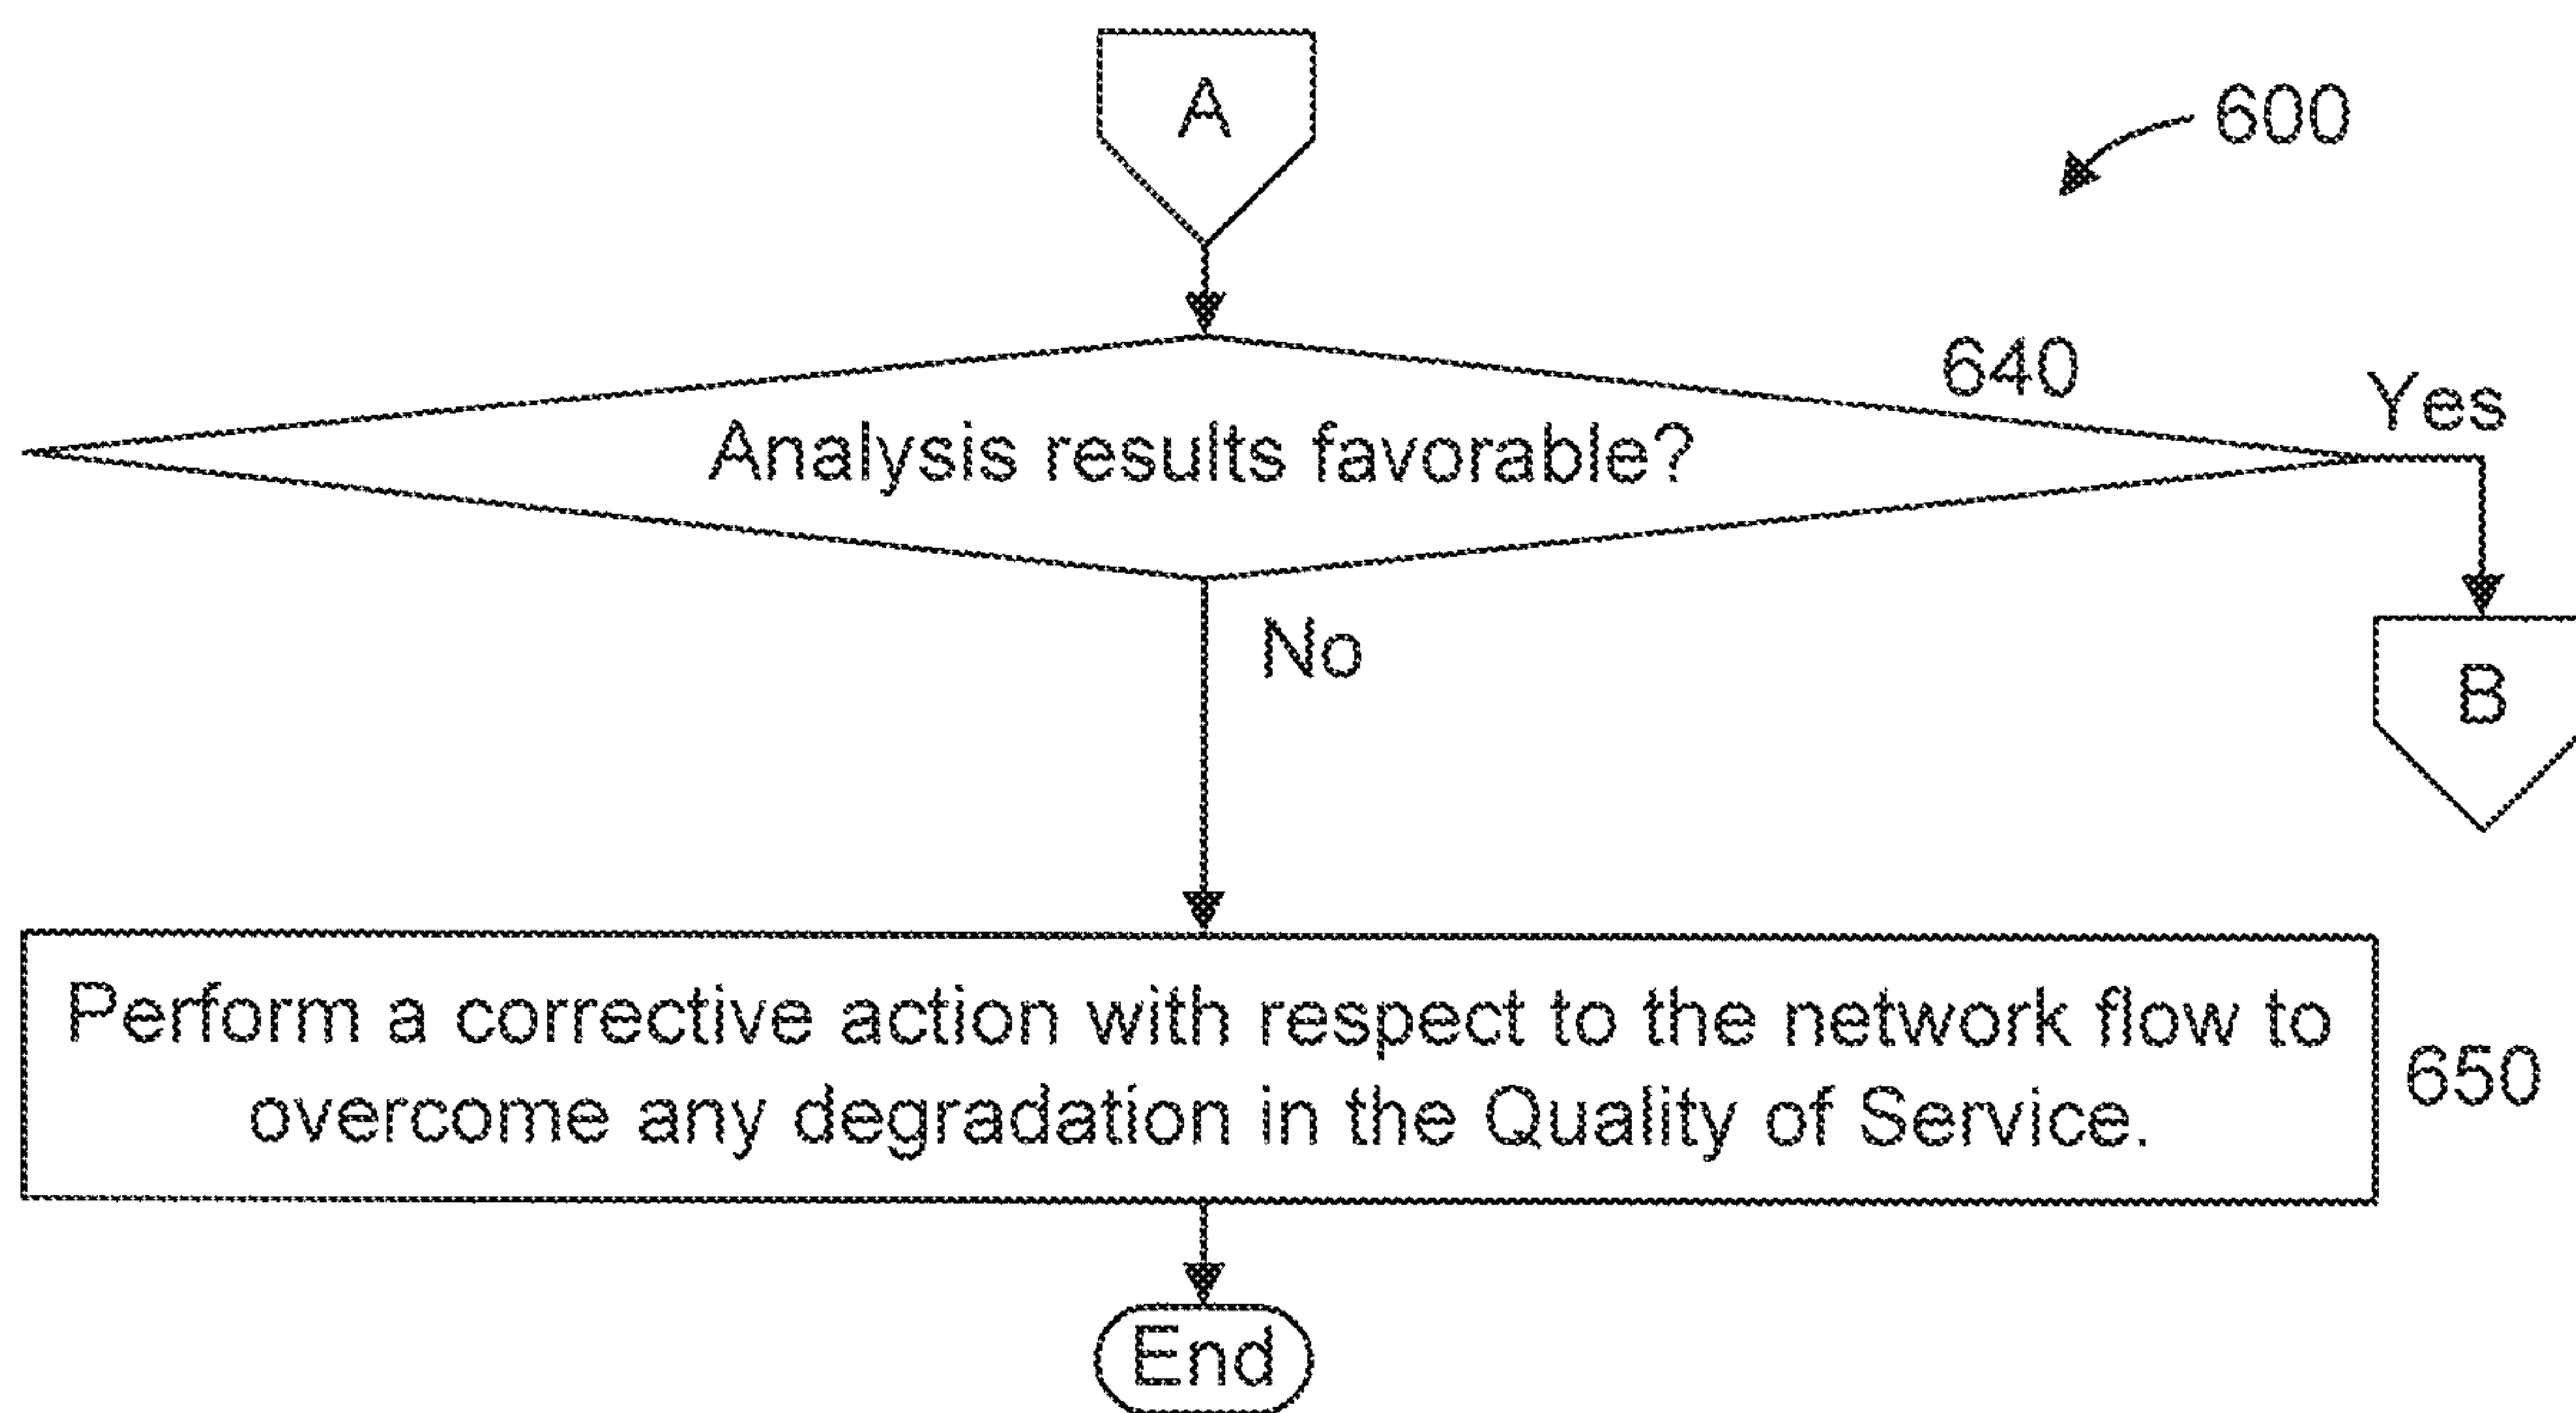 A
600
640
Yes
Analysis results favorable?
No
B
Perform a corrective action with respect to the network flow to
overcome any degradation in the Quality of Service.
650
End